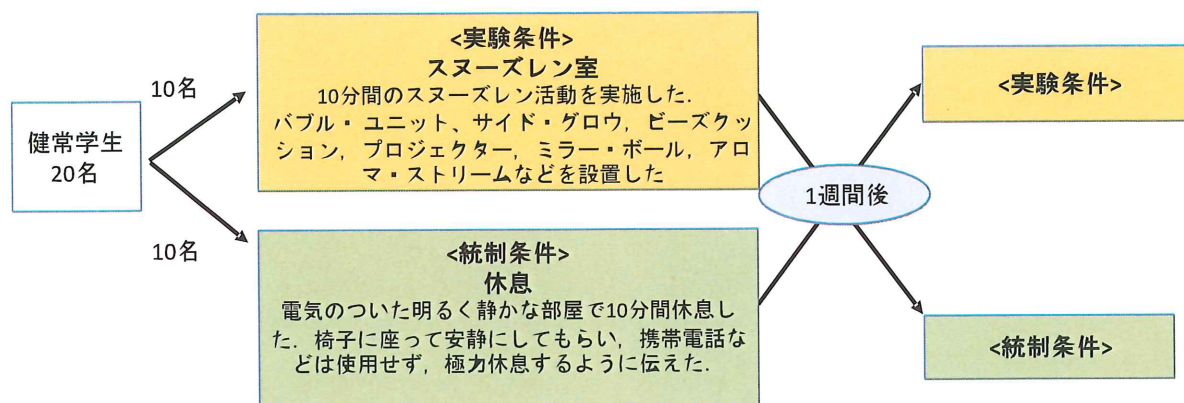 健常学生
20名
10名
10名
<実験条件>
スヌーズレン室
10分間のスヌーズレン活動を実施した.
バブル・ユニット、サイド・グロウ,ビーズクッ
ション,プロジェクター,ミラー・ボール,アロ
マ・ストリームなどを設置した
<統制条件>
休息
電気のついた明るく静かな部屋で10分間休息し
た.椅子に座って安静にしてもらい,携帯電話な
どは使用せず,極力休息するように伝えた.
1週間後
<実験条件>
<統制条件>